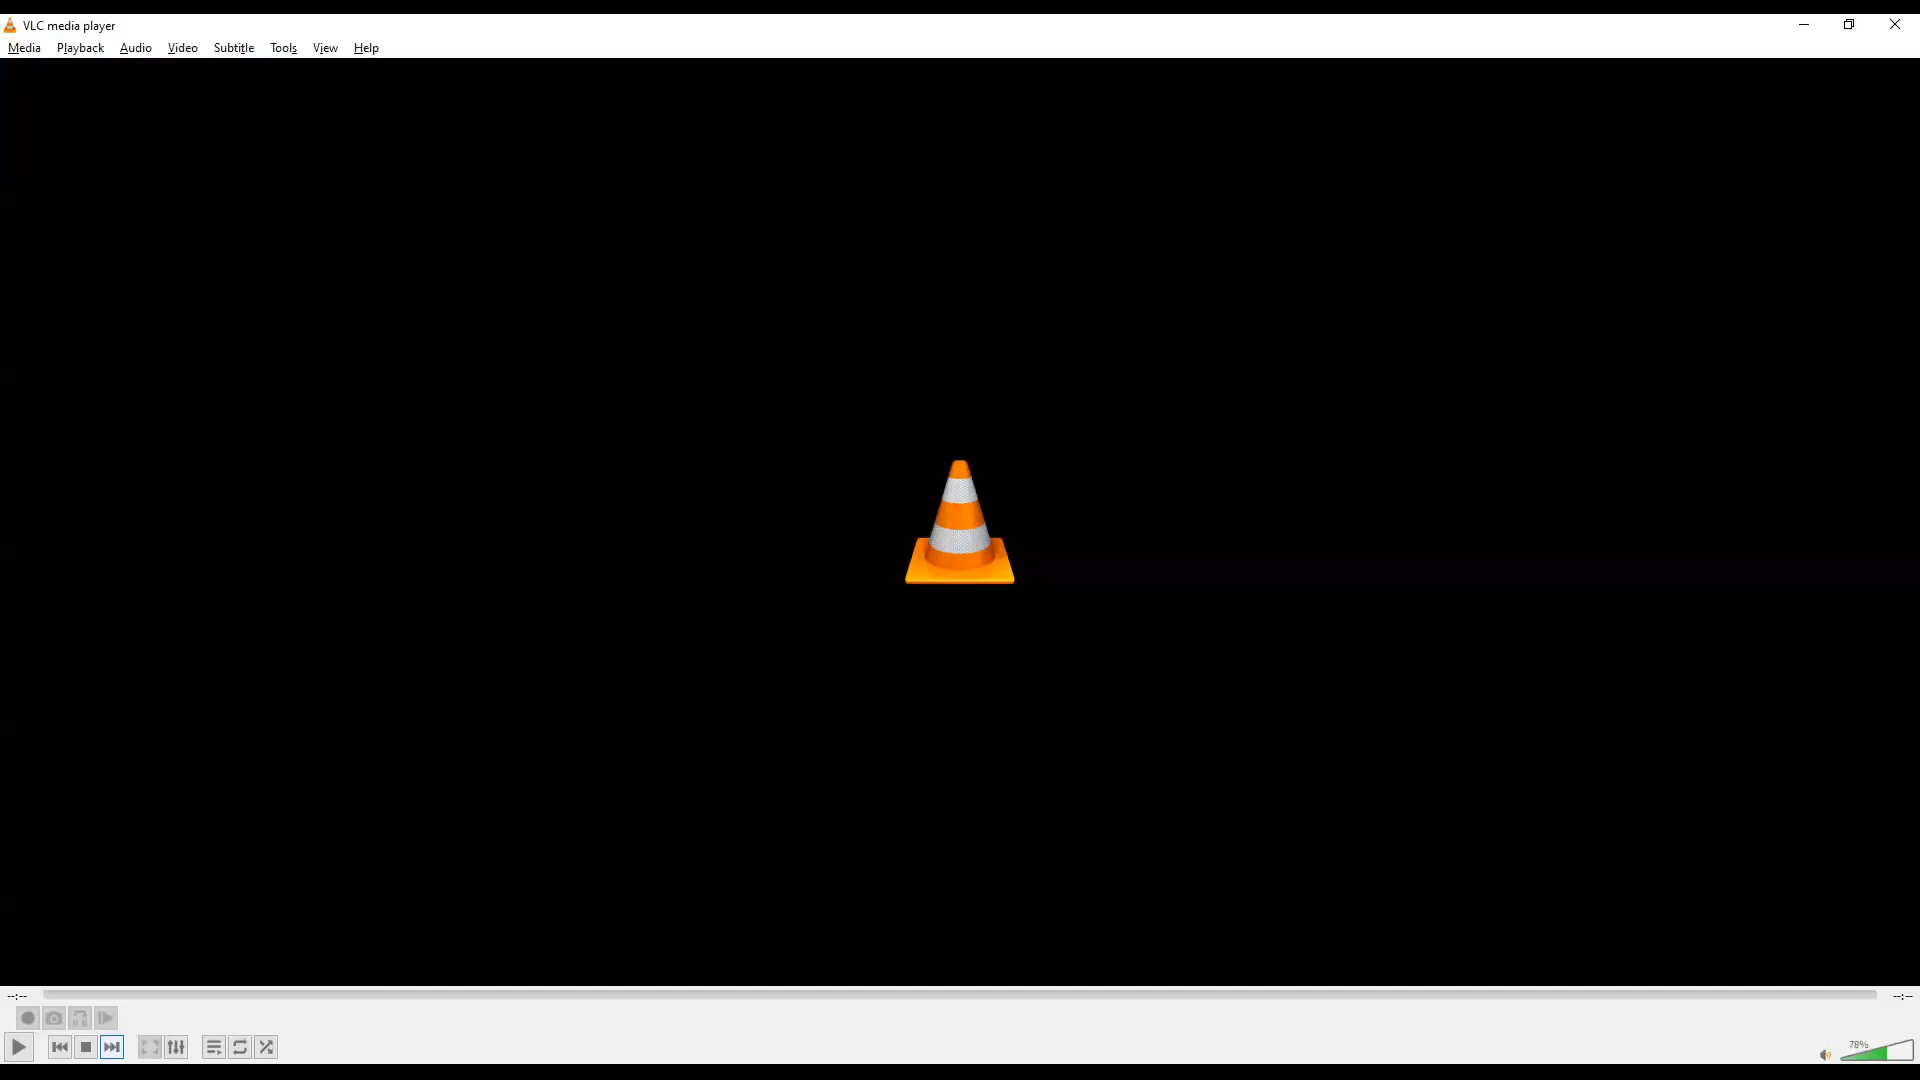 VLC media player
Media Playback Audio Video Subtitle Tools View Help
--:-- --:--
78%